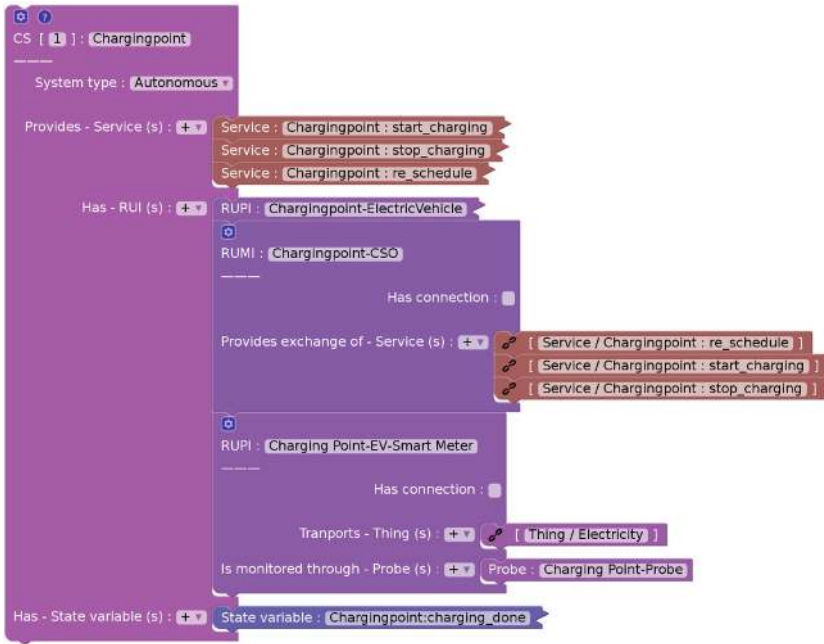 ?
CS [ 1 ] : Chargingpoint
———
System type : Autonomous
Provides - Service (s) : +
Service : Chargingpoint : start_charging
Service : Chargingpoint : stop_charging
Service : Chargingpoint : re_schedule
Has - RUI (s) : +
RUPI : Chargingpoint-ElectricVehicle
RUMI : Chargingpoint-CSO
———
Has connection :
Provides exchange of - Service (s) : +
[ Service / Chargingpoint : re_schedule ]
[ Service / Chargingpoint : start_charging ]
[ Service / Chargingpoint : stop_charging ]
RUPI : Charging Point-EV-Smart Meter
———
Has connection :
Tranports - Thing (s) : +
[ Thing / Electricity ]
Is monitored through - Probe (s) : +
Probe : Charging Point-Probe
Has - State variable (s) : +
State variable : Chargingpoint:charging_done